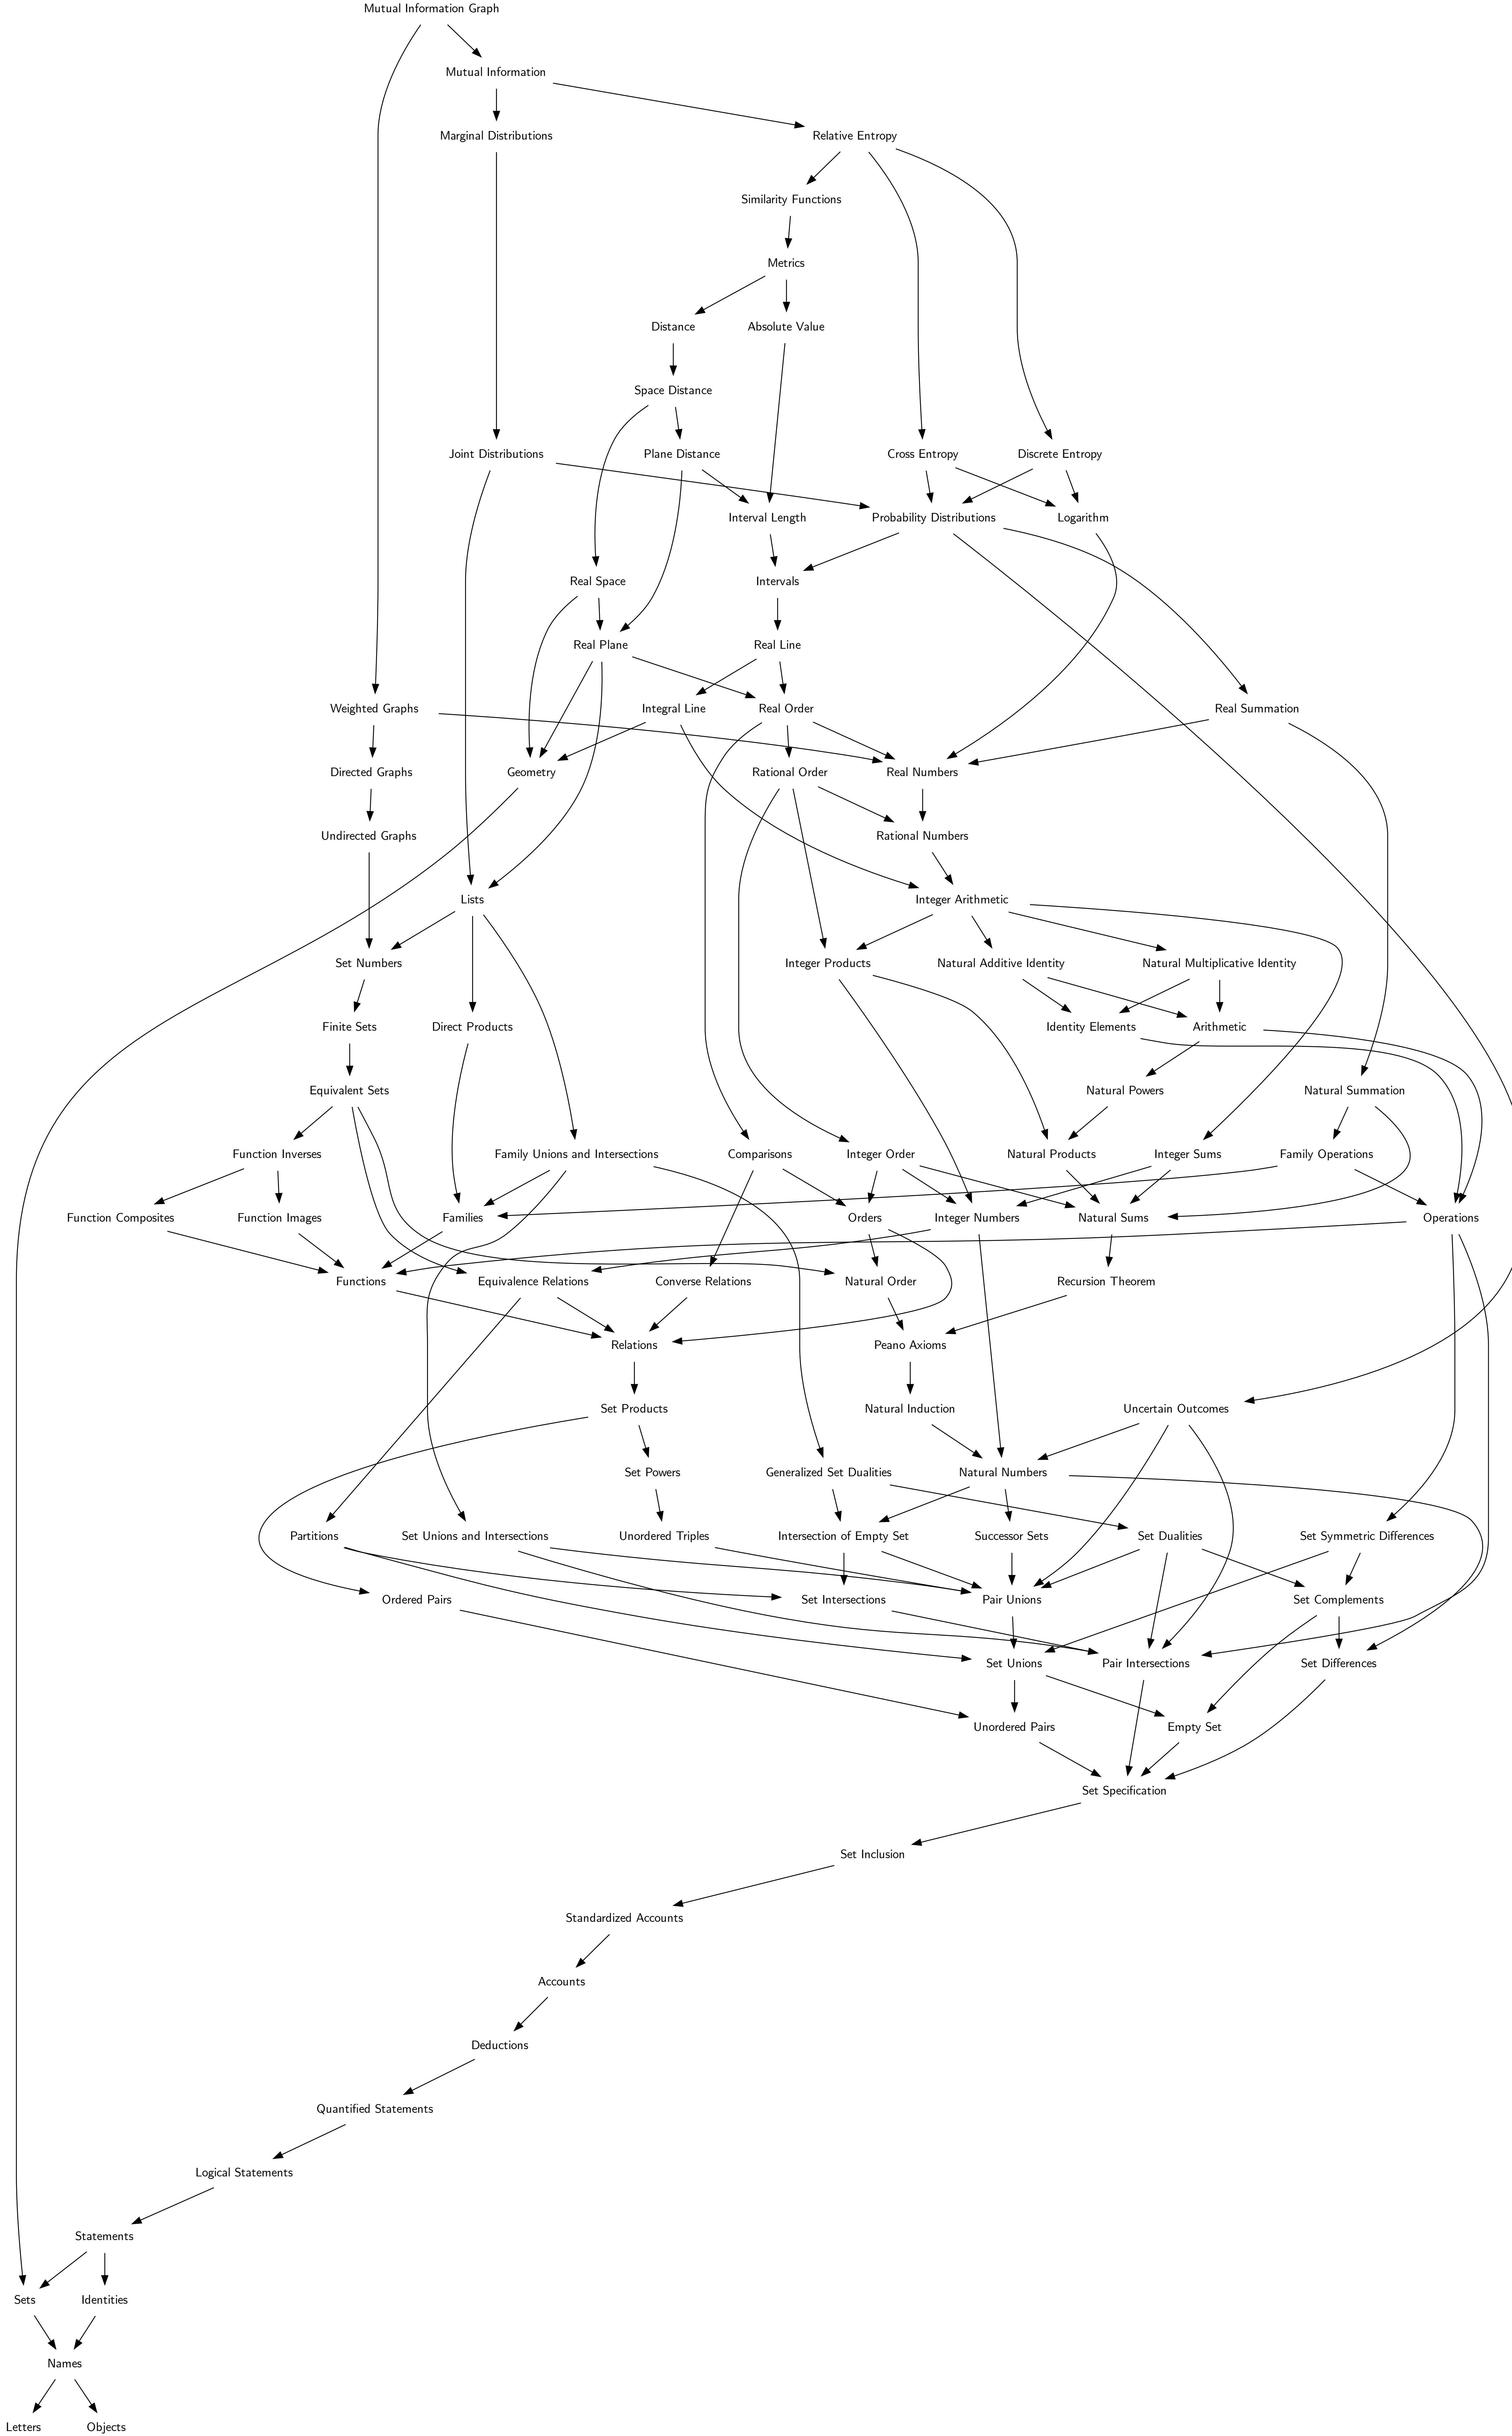 Mutual Information Graph
Mutual Information
Marginal Distributions
Relative Entropy
Similarity Functions
Metrics
Distance
Absolute Value
Space Distance
Joint Distributions
Plane Distance
Cross Entropy
Discrete Entropy
Interval Length
Probability Distributions
Logarithm
Real Space
Intervals
Real Plane
Real Line
Weighted Graphs
Integral Line
Real Order
Real Summation
Directed Graphs
Geometry
Rational Order
Real Numbers
Undirected Graphs
Rational Numbers
Lists
Integer Arithmetic
Set Numbers
Integer Products
Natural Additive Identity
Natural Multiplicative Identity
Finite Sets
Direct Products
Identity Elements
Arithmetic
Equivalent Sets
Natural Powers
Natural Summation
Function Inverses
Family Unions and Intersections
Comparisons
Integer Order
Natural Products
Integer Sums
Family Operations
Function Composites
Function Images
Families
Orders
Integer Numbers
Natural Sums
Operations
Functions
Equivalence Relations
Converse Relations
Natural Order
Recursion Theorem
Relations
Peano Axioms
Set Products
Natural Induction
Uncertain Outcomes
Set Powers
Generalized Set Dualities
Natural Numbers
Partitions
Set Unions and Intersections
Unordered Triples
Intersection of Empty Set
Successor Sets
Set Dualities
Set Symmetric Differences
Ordered Pairs
Set Intersections
Pair Unions
Set Complements
Set Unions
Pair Intersections
Set Differences
Unordered Pairs
Empty Set
Set Specification
Set Inclusion
Standardized Accounts
Accounts
Deductions
Quantified Statements
Logical Statements
Statements
Sets
Identities
Names
Letters
Objects